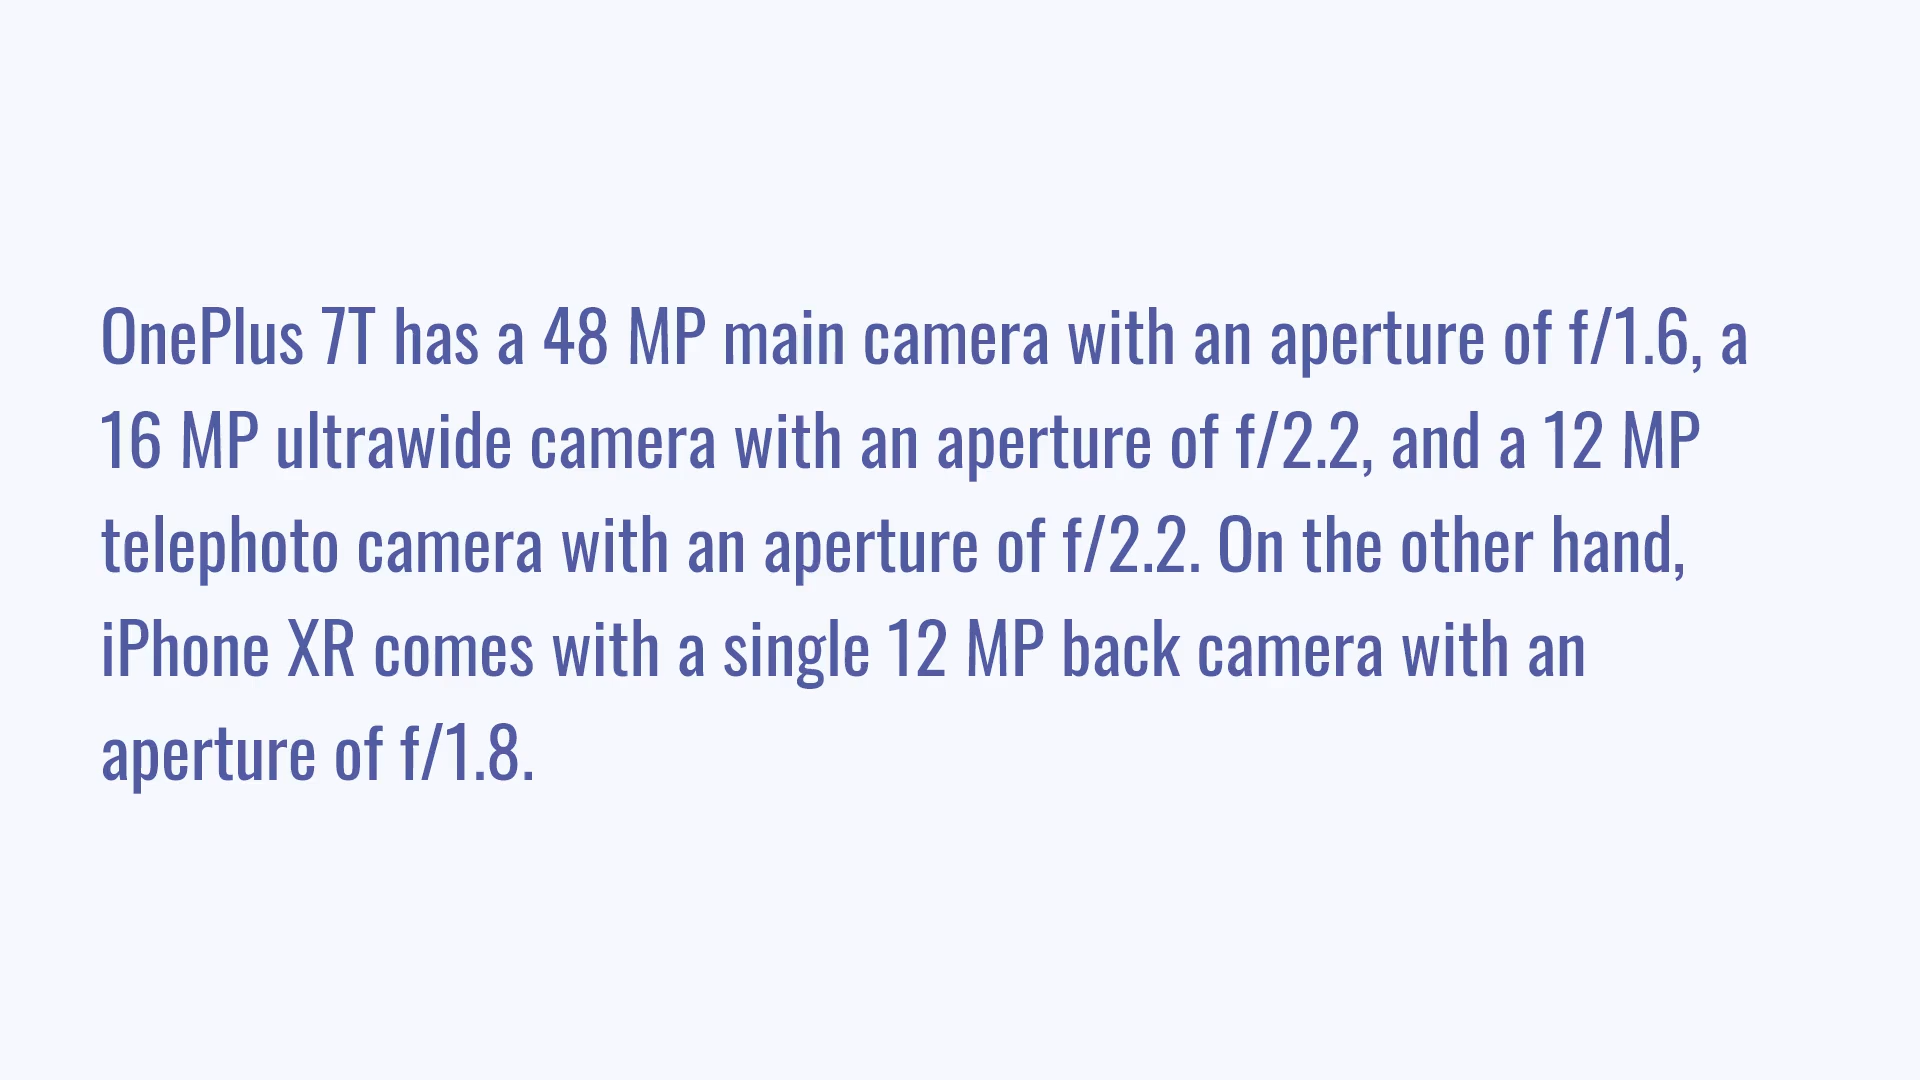 OnePlus 7T has a 48 MP main camera with an aperture of f/1.6, a
16 MP ultrawide camera with an aperture of f/2.2, and a 12 MP
telephoto camera with an aperture of f/2.2. On the other hand,
iPhone XR comes with a single 12 MP back camera with an
aperture of f/1.8.